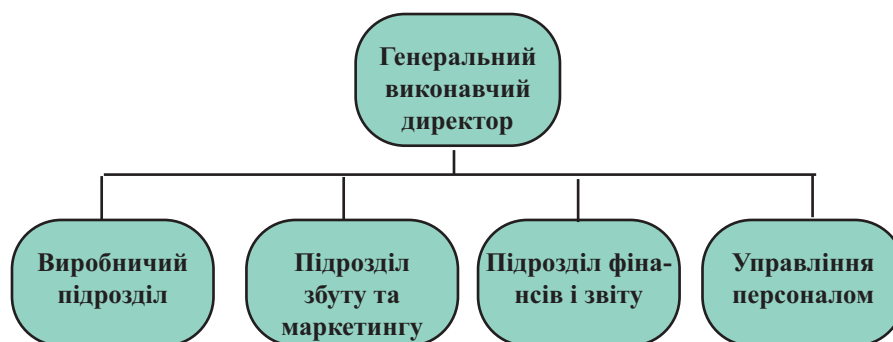 Генеральний
виконавчий
директор
Виробничий
підрозділ
Підрозділ
збуту та
маркетингу
Підрозділ фіна-
нсів і звіту
Управління
персоналом